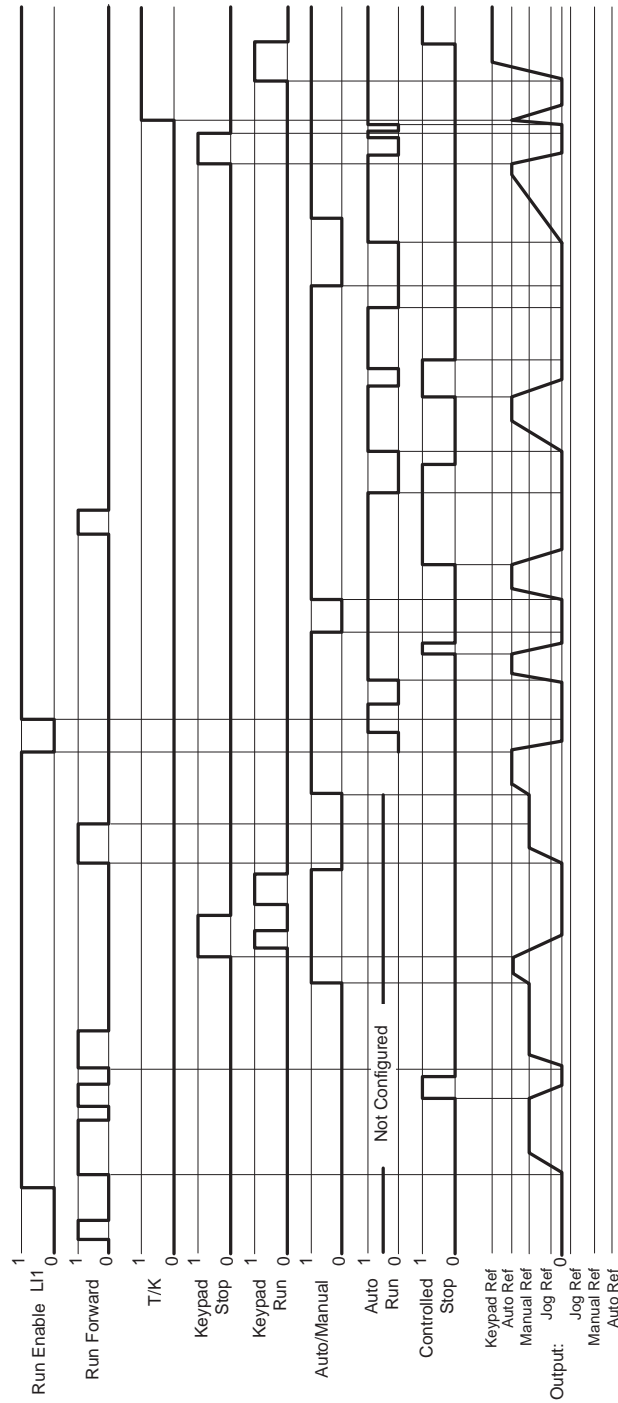 Run Enable LI1
1
0
Run Forward
1
0
T/K
1
0
Keypad
Stop
1
0
Keypad
Run
1
0
Auto/Manual
1
0
Auto
Run
1
0
Not Configured
Controlled
Stop
1
0
Keypad Ref
Auto Ref
Manual Ref
Jog Ref
Output:
0
Jog Ref
Manual Ref
Auto Ref